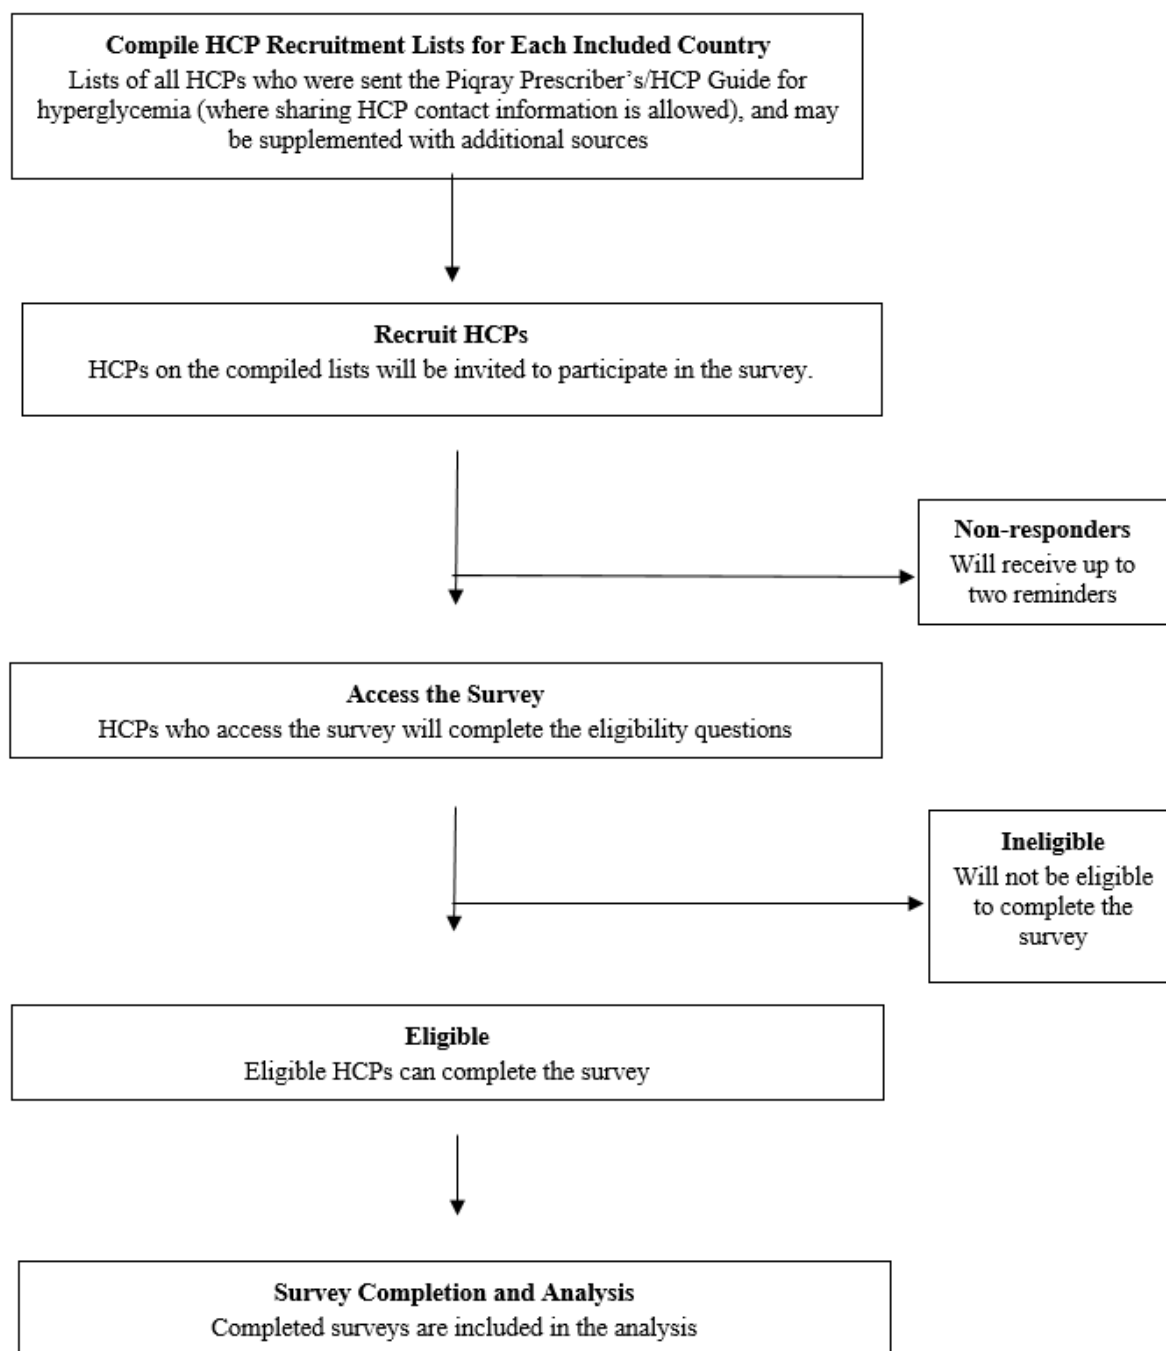 Compile HCP Recruitment Lists for Each Included Country
Lists of all HCPs who were sent the Piqray Prescriber’s/HCP Guide for
hyperglycemia (where sharing HCP contact information is allowed), and may
be supplemented with additional sources
Recruit HCPs
HCPs on the compiled lists will be invited to participate in the survey.
Non-responders
Will receive up to
two reminders
Access the Survey
HCPs who access the survey will complete the eligibility questions
Ineligible
Will not be eligible
to complete the
survey
Eligible
Eligible HCPs can complete the survey
Survey Completion and Analysis
Completed surveys are included in the analysis